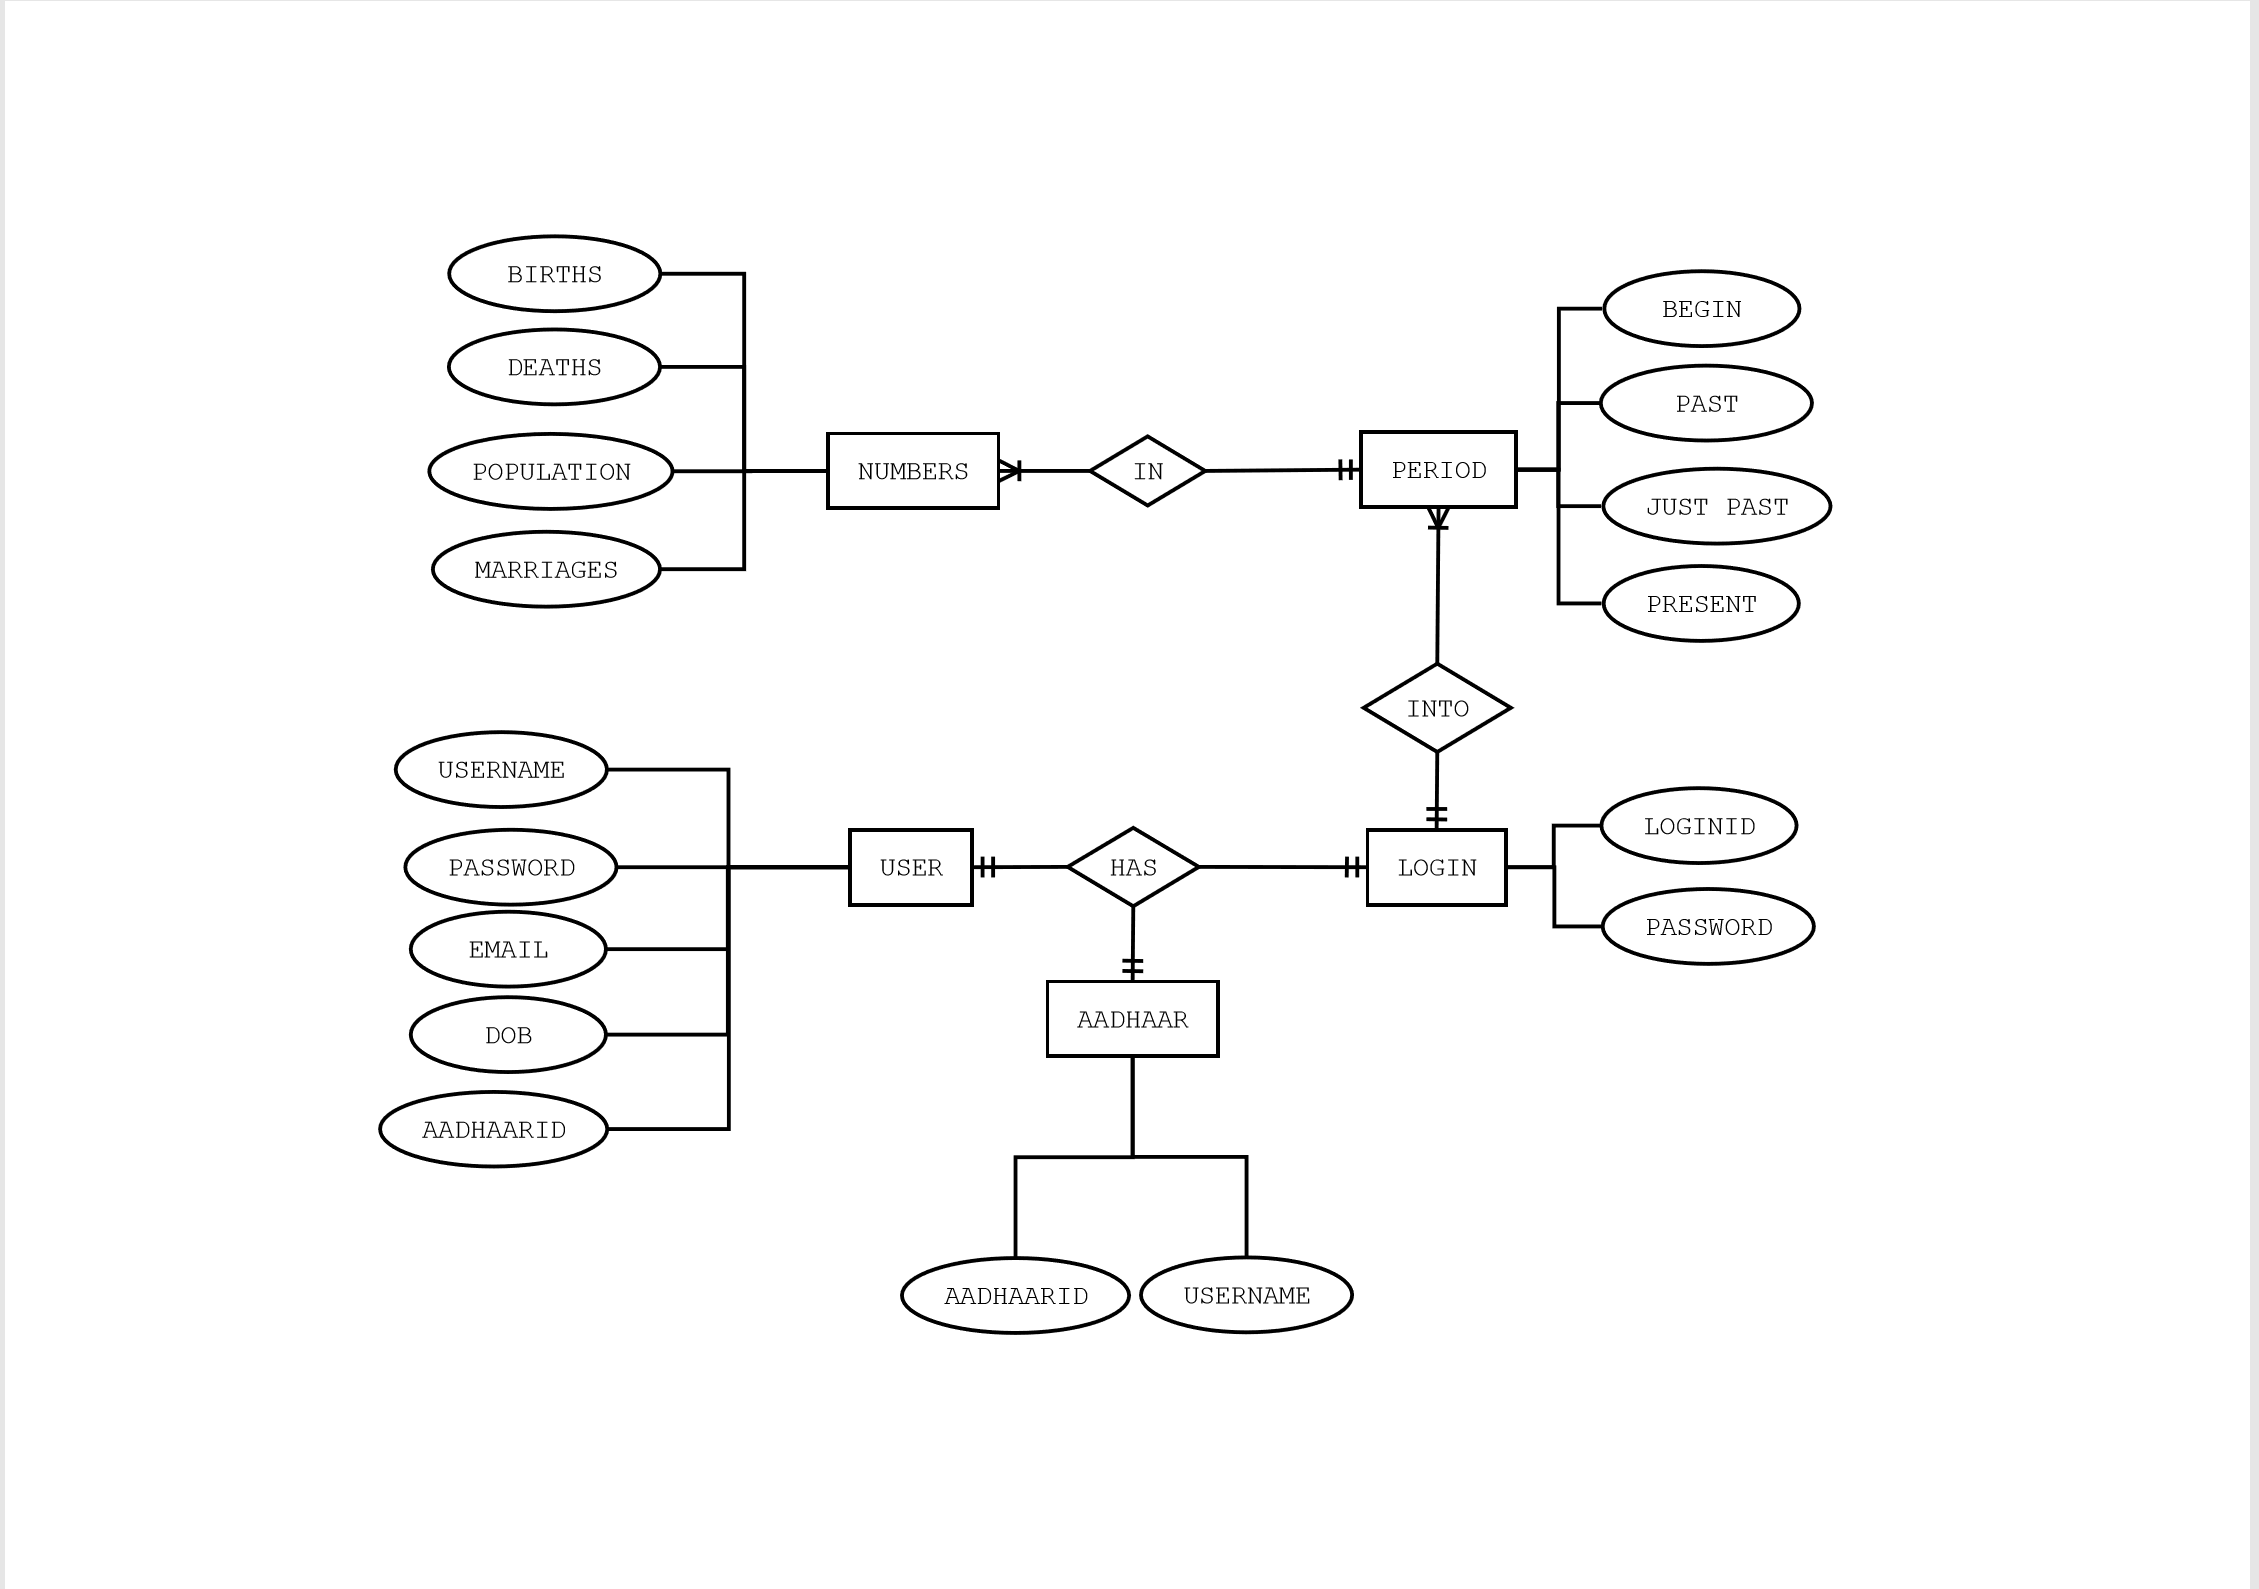 BIRTHS
BEGIN
DEATHS
PAST
POPULATION
NUMBERS
IN
PERIOD
JUST PAST
MARRIAGES
PRESENT
INTO
USERNAME
LOGINID
PASSWORD
USER
HAS
LOGIN
PASSWORD
EMAIL
AADHAAR
DOB
AADHAARID
AADHAARID
USERNAME